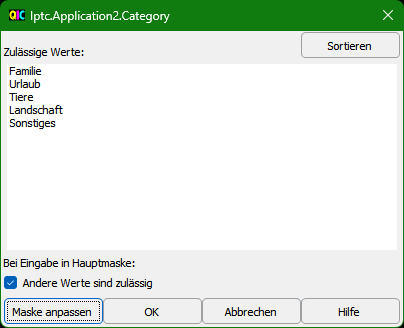 QIC Iptc.Application2.Category
Zulässige Werte:
Sortieren
Familie
Urlaub
Tiere
Landschaft
Sonstiges
Bei Eingabe in Hauptmaske:
Andere Werte sind zulässig
Maske anpassen OK Abbrechen Hilfe